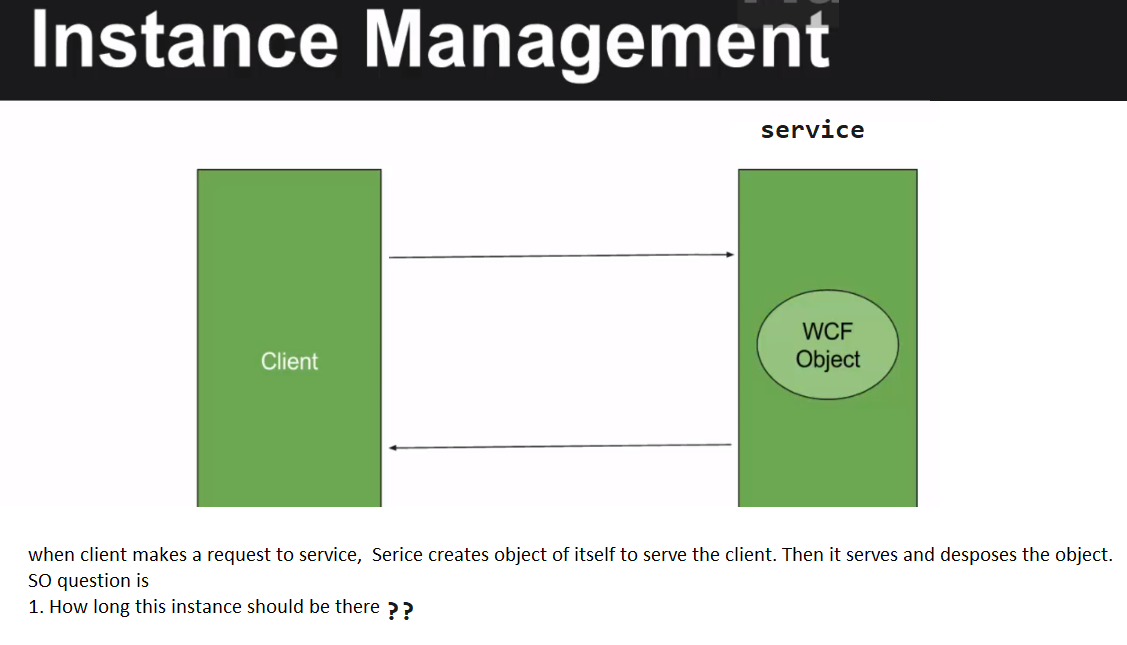 Instance Management
service
Client
WCF
Object
when client makes a request to service,  Serice creates object of itself to serve the client. Then it serves and desposes the object.
SO question is
1. How long this instance should be there ??